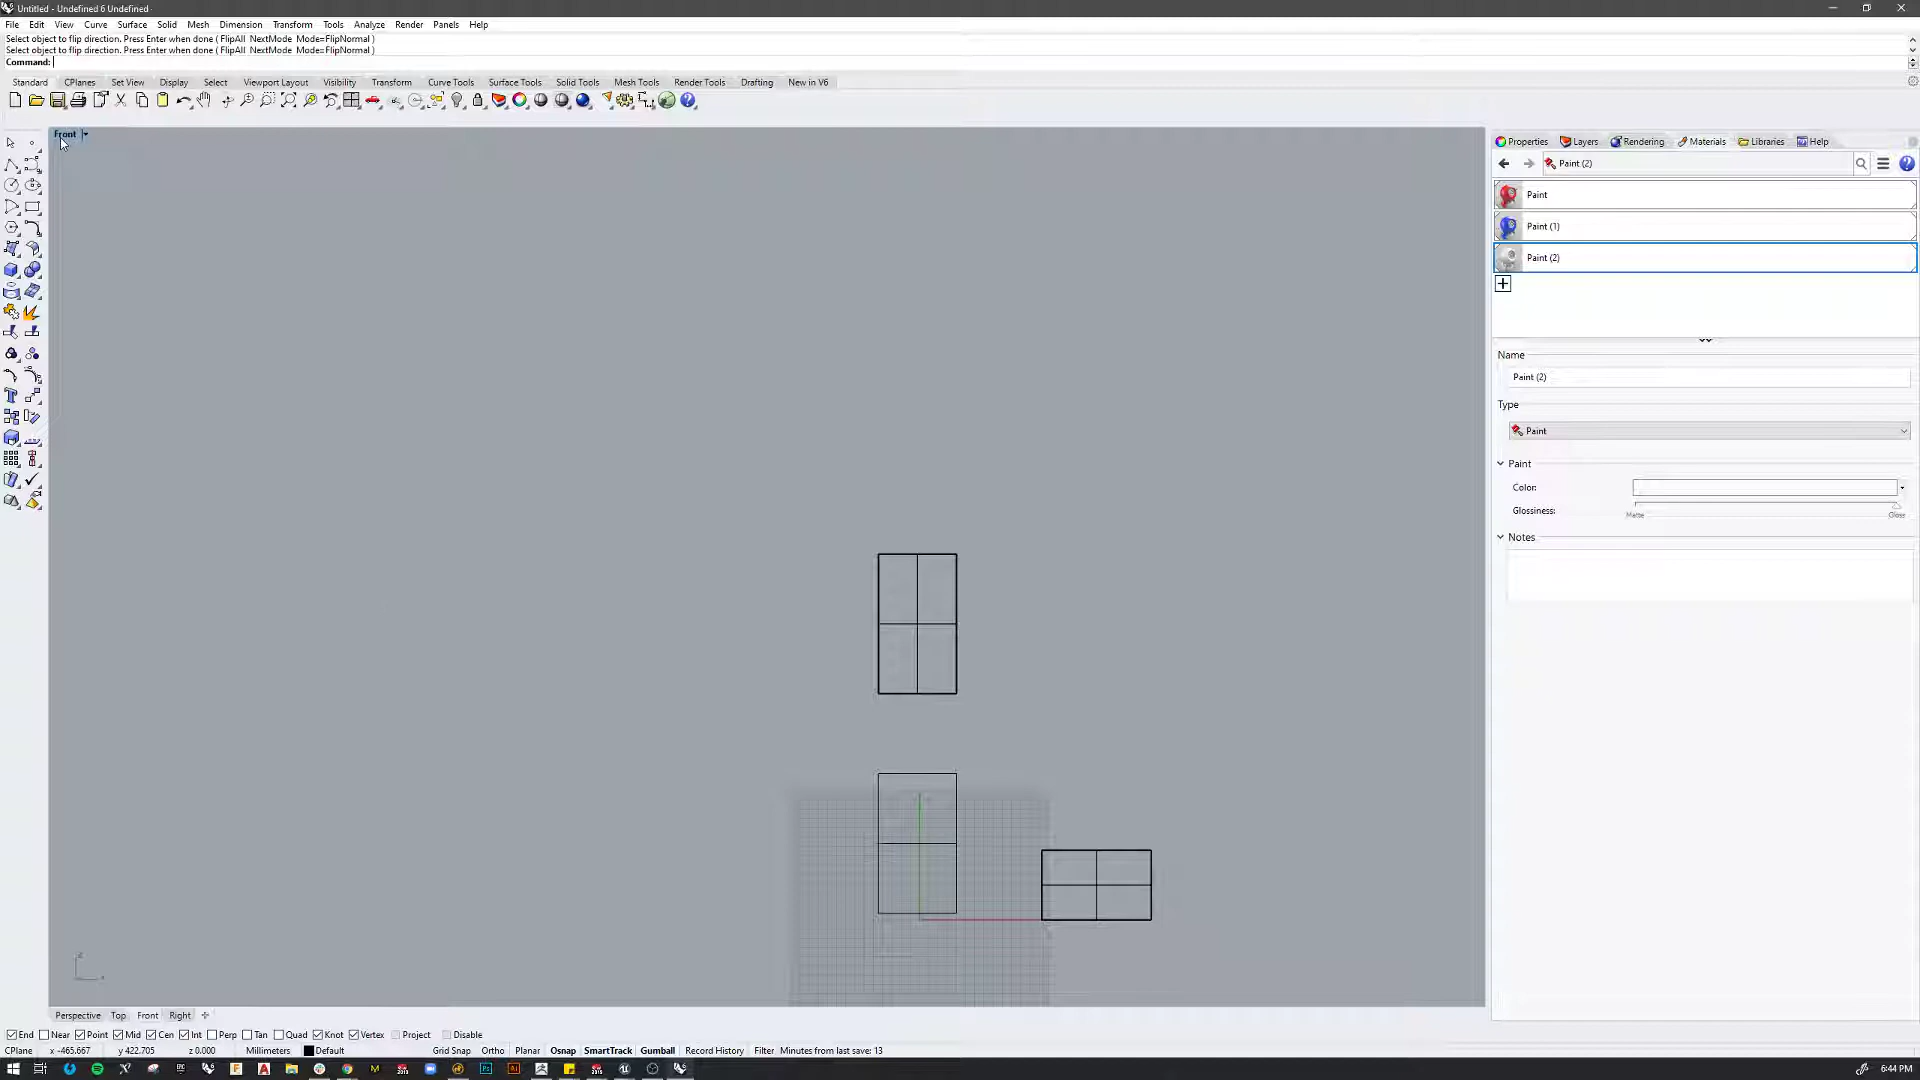 Untitled - Undefined 6 Undefined
File Edit View Curve Surface Solid Mesh Dimension Transform Tools Analyze Render Panels Help
Select object to flip direction. Press Enter when done ( FlipAll NextMode Mode=FlipNormal )
Select object to flip direction. Press Enter when done ( FlipAll NextMode Mode=FlipNormal )
Command:
Standard CPlanes Set View Display Select Viewport Layout Visibility Transform Curve Tools Surface Tools Solid Tools Mesh Tools Render Tools Drafting New in V6
Front
Properties Layers Rendering Materials Libraries Help
Paint (2)
Paint
Paint (1)
Paint (2)
Name
Paint (2)
Type
Paint
Paint
Color:
Glossiness:
Matte Gloss
Notes
Perspective Top Front Right
End Near Point Mid Cen Int Perp Tan Quad Knot Vertex Project Disable
CPlane x -465.667 y 422.705 z 0.000 Millimeters Default Grid Snap Ortho Planar Osnap SmartTrack Gumball Record History Filter Minutes from last save: 13
6:44 PM